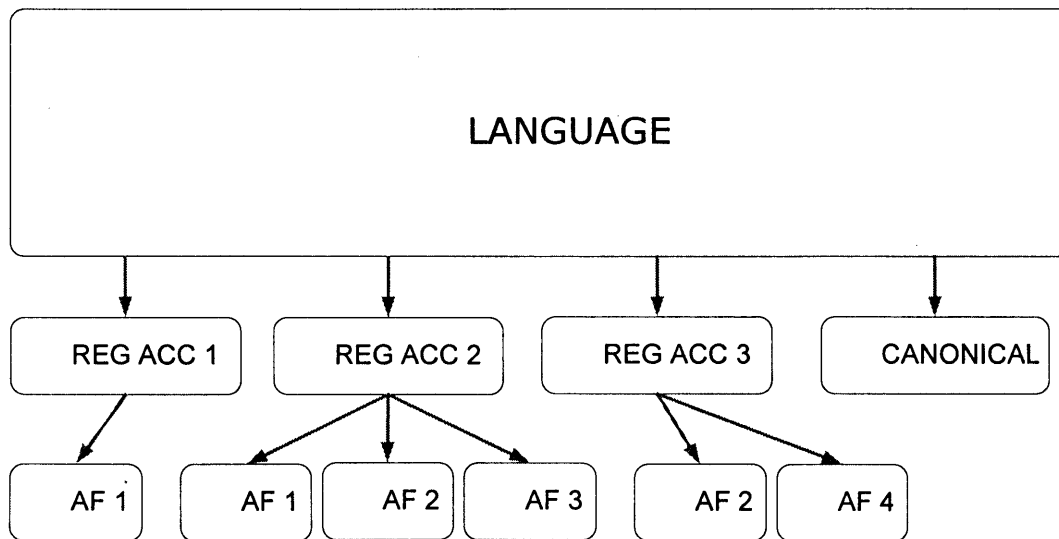 LANGUAGE
REG ACC 1
REG ACC 2
REG ACC 3
CANONICAL
AF 1
AF 1
AF 2
AF 3
AF 2
AF 4